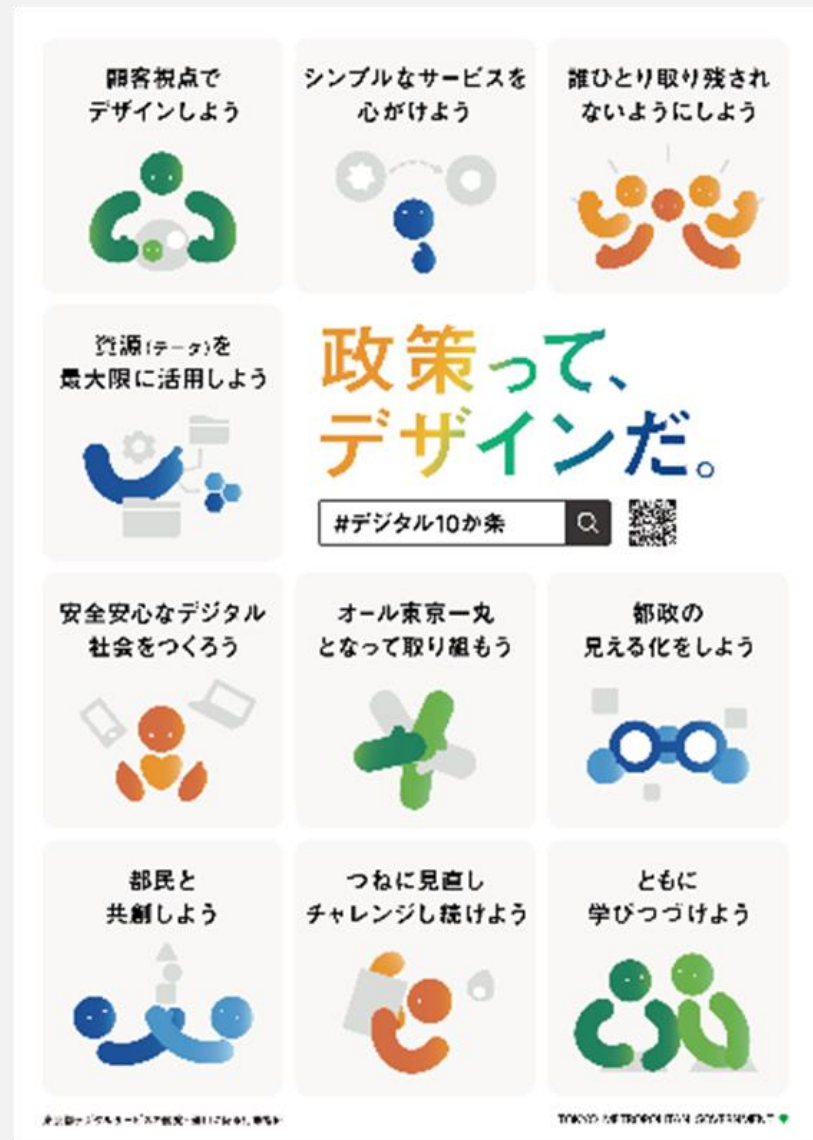 顧客視点で
デザインしよう
シンプルなサービスを
心がけよう
誰ひとり取り残され
ないようにしよう
資源(データ)を
最大限に活用しよう
政策って、
デザインだ。
#デジタル10か条
安全安心なデジタル
社会をつくろう
オール東京一丸
となって取り組もう
都政の
見える化をしよう
都民と
共創しよう
つねに見直し
チャレンジし続けよう
ともに
学びつづけよう
TOKYO METROPOLITAN GOVERNMENT